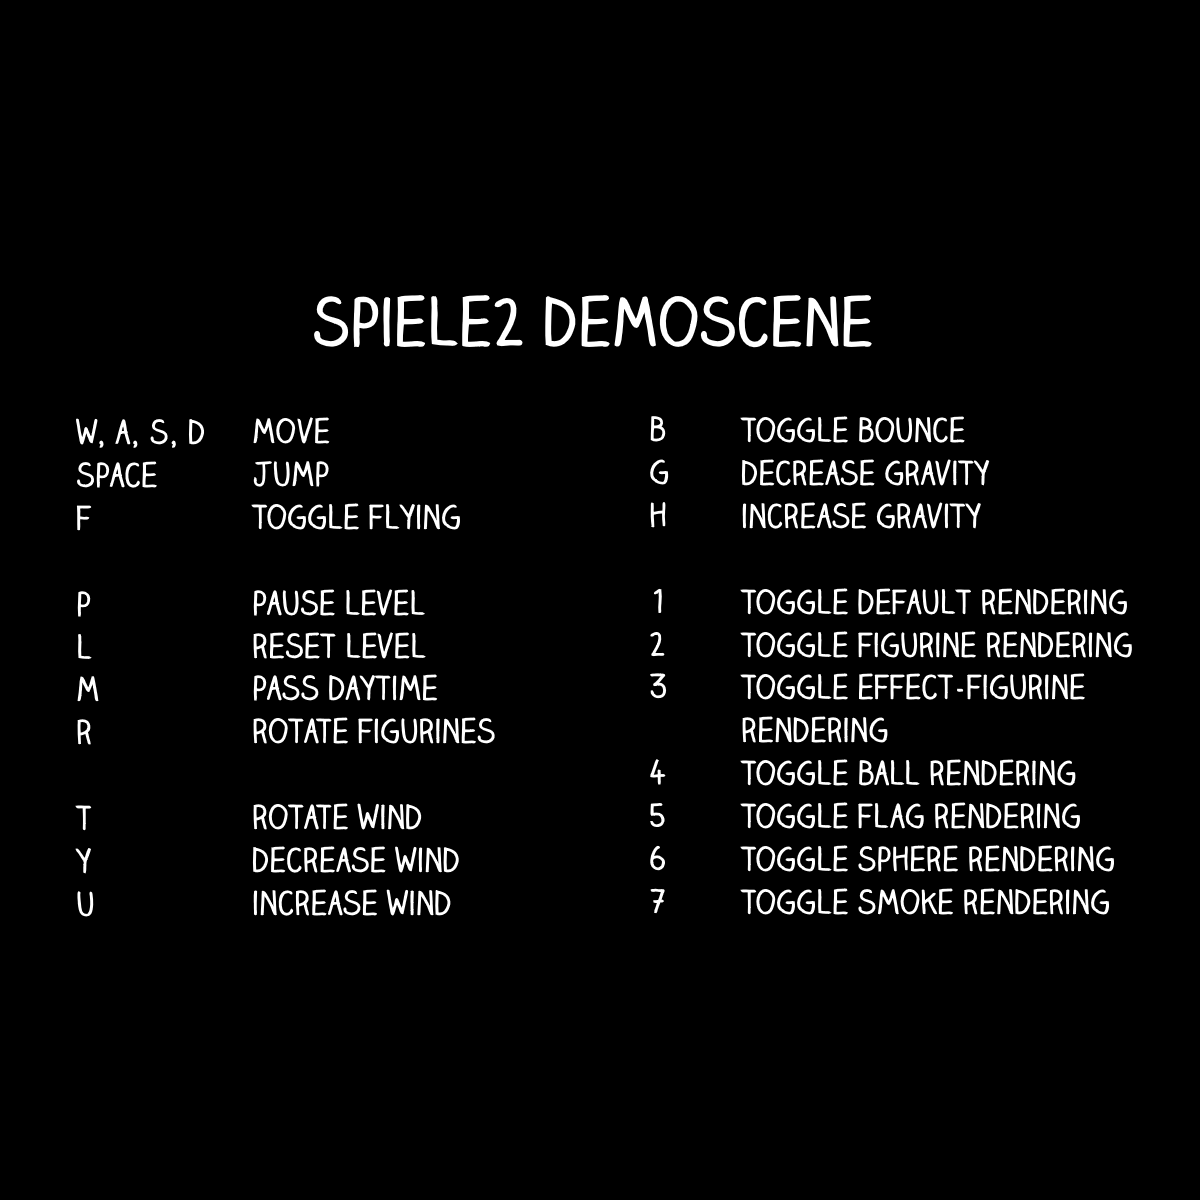 SPIELE2 DEMOSCENE
W, A, S, D MOVE
SPACE JUMP
F TOGGLE FLYING
P PAUSE LEVEL
L RESET LEVEL
M PASS DAYTIME
R ROTATE FIGURINES
T ROTATE WIND
Y DECREASE WIND
U INCREASE WIND
B TOGGLE BOUNCE
G DECREASE GRAVITY
H INCREASE GRAVITY
1 TOGGLE DEFAULT RENDERING
2 TOGGLE FIGURINE RENDERING
3 TOGGLE EFFECT-FIGURINE
RENDERING
4 TOGGLE BALL RENDERING
5 TOGGLE FLAG RENDERING
6 TOGGLE SPHERE RENDERING
7 TOGGLE SMOKE RENDERING